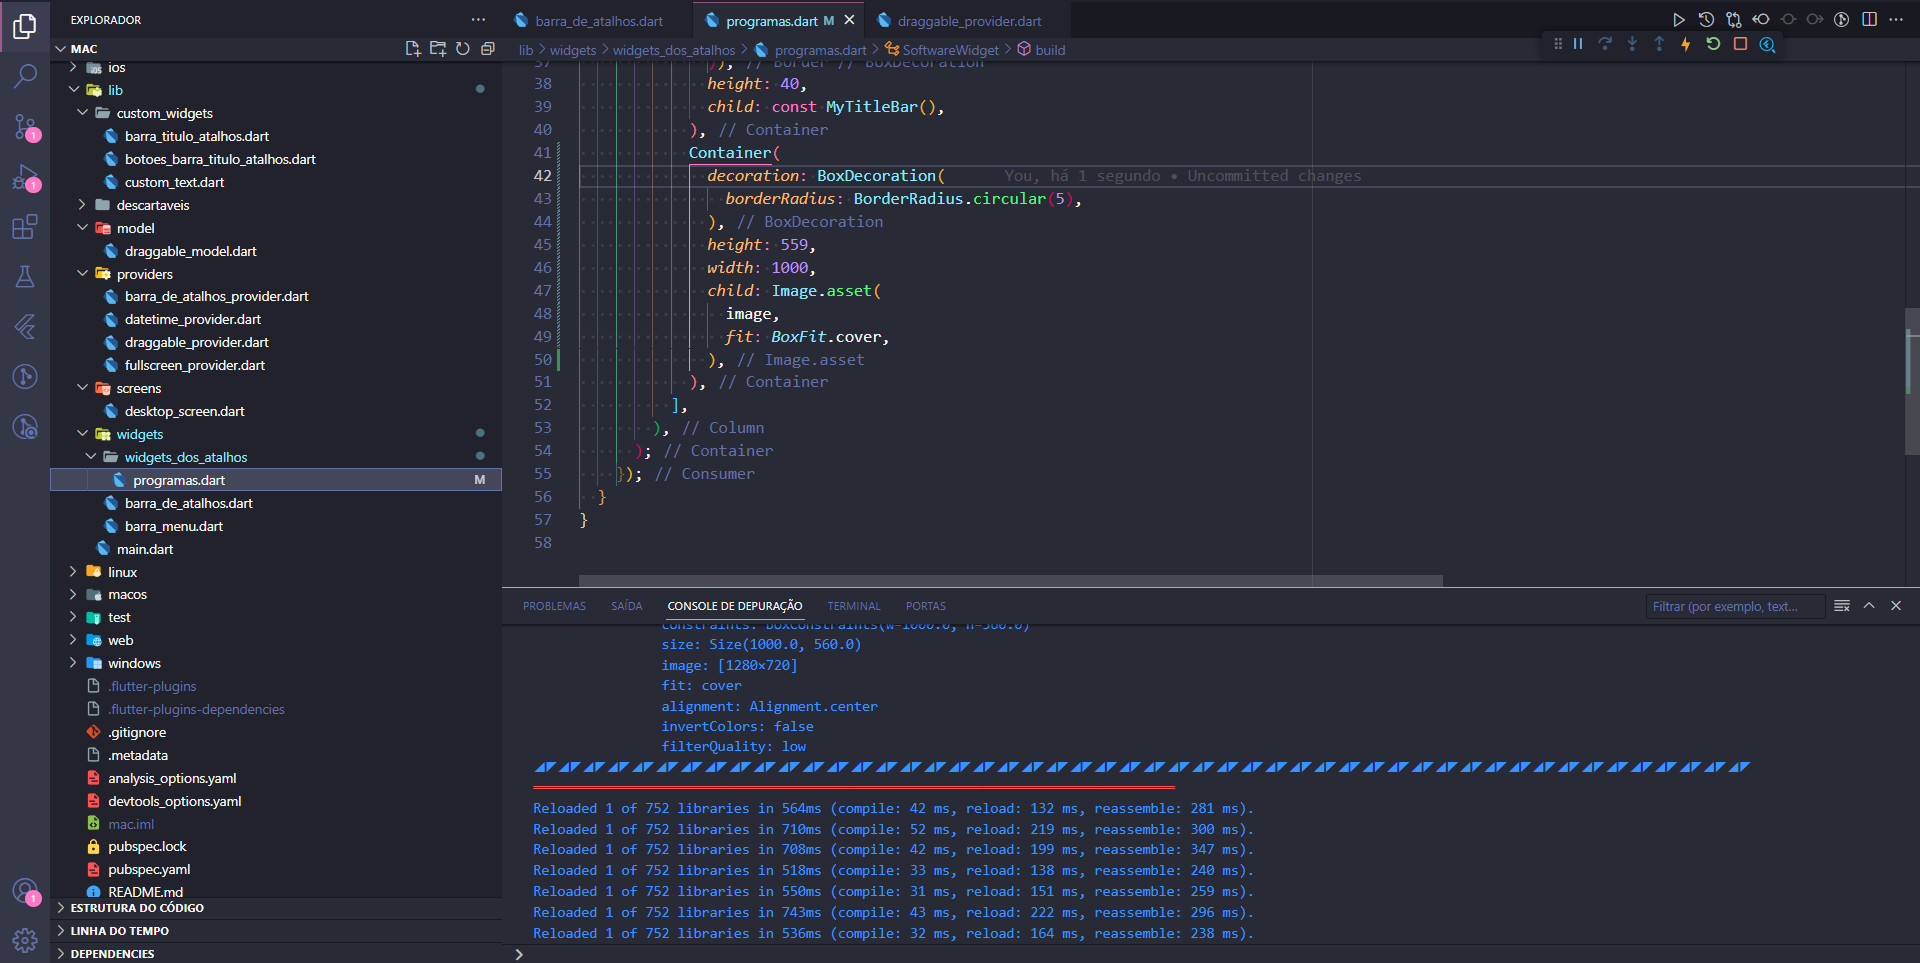 EXPLORADOR
MAC
ios
lib
custom_widgets
barra_titulo_atalhos.dart
botoes_barra_titulo_atalhos.dart
custom_text.dart
descartaveis
model
draggable_model.dart
providers
barra_de_atalhos_provider.dart
datetime_provider.dart
draggable_provider.dart
fullscreen_provider.dart
screens
desktop_screen.dart
widgets
widgets_dos_atalhos
programas.dart M
barra_de_atalhos.dart
barra_menu.dart
main.dart
linux
macos
test
web
windows
.flutter-plugins
.flutter-plugins-dependencies
.gitignore
.metadata
analysis_options.yaml
devtools_options.yaml
mac.iml
pubspec.lock
pubspec.yaml
README.md
ESTRUTURA DO CÓDIGO
LINHA DO TEMPO
DEPENDENCIES
1
1
1
barra_de_atalhos.dart programas.dart M draggable_provider.dart
lib > widgets > widgets_dos_atalhos > programas.dart > SoftwareWidget > build
37 )), // Border // BoxDecoration
38 height: 40,
39 child: const MyTitleBar(),
40 ), // Container
41 Container(
42 decoration: BoxDecoration( You, há 1 segundo • Uncommitted changes
43 borderRadius: BorderRadius.circular(5),
44 ), // BoxDecoration
45 height: 559,
46 width: 1000,
47 child: Image.asset(
48 image,
49 fit: BoxFit.cover,
50 ), // Image.asset
51 ), // Container
52 ],
53 ), // Column
54 ); // Container
55 }); // Consumer
56 }
57 }
58
PROBLEMAS SAÍDA CONSOLE DE DEPURAÇÃO TERMINAL PORTAS Filtrar (por exemplo, text...
constraints: BoxConstraints(w=1000.0, h=560.0)
size: Size(1000.0, 560.0)
image: [1280×720]
fit: cover
alignment: Alignment.center
invertColors: false
filterQuality: low
Reloaded 1 of 752 libraries in 564ms (compile: 42 ms, reload: 132 ms, reassemble: 281 ms).
Reloaded 1 of 752 libraries in 710ms (compile: 52 ms, reload: 219 ms, reassemble: 300 ms).
Reloaded 1 of 752 libraries in 708ms (compile: 42 ms, reload: 199 ms, reassemble: 347 ms).
Reloaded 1 of 752 libraries in 518ms (compile: 33 ms, reload: 138 ms, reassemble: 240 ms).
Reloaded 1 of 752 libraries in 550ms (compile: 31 ms, reload: 151 ms, reassemble: 259 ms).
Reloaded 1 of 752 libraries in 743ms (compile: 43 ms, reload: 222 ms, reassemble: 296 ms).
Reloaded 1 of 752 libraries in 536ms (compile: 32 ms, reload: 164 ms, reassemble: 238 ms).